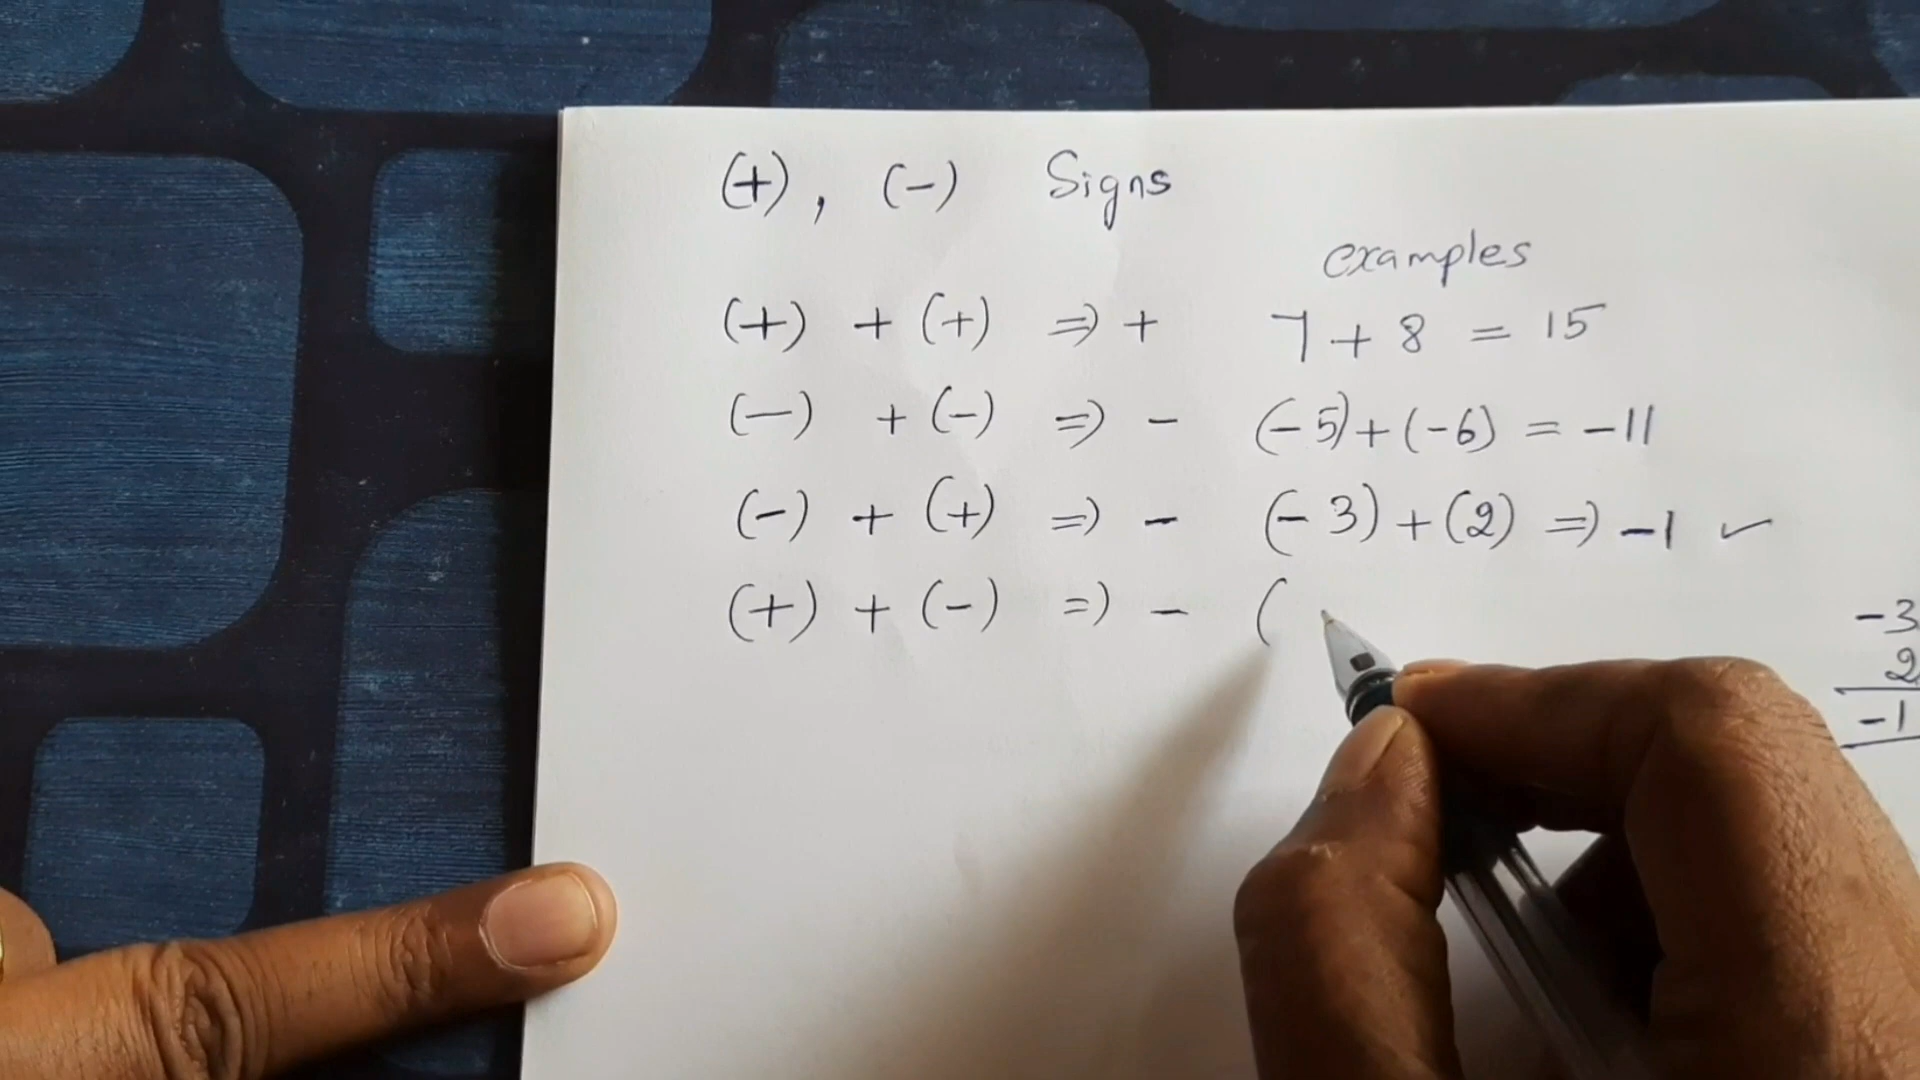 (+), (-) Signs
examples
(+) + (+) => + 7 + 8 = 15
(-) + (-) => - (-5)+(-6) = -11
(-) + (+) => - (-3)+(2) => -1 ✓
(+) + (-) => - (
-3
2
-1